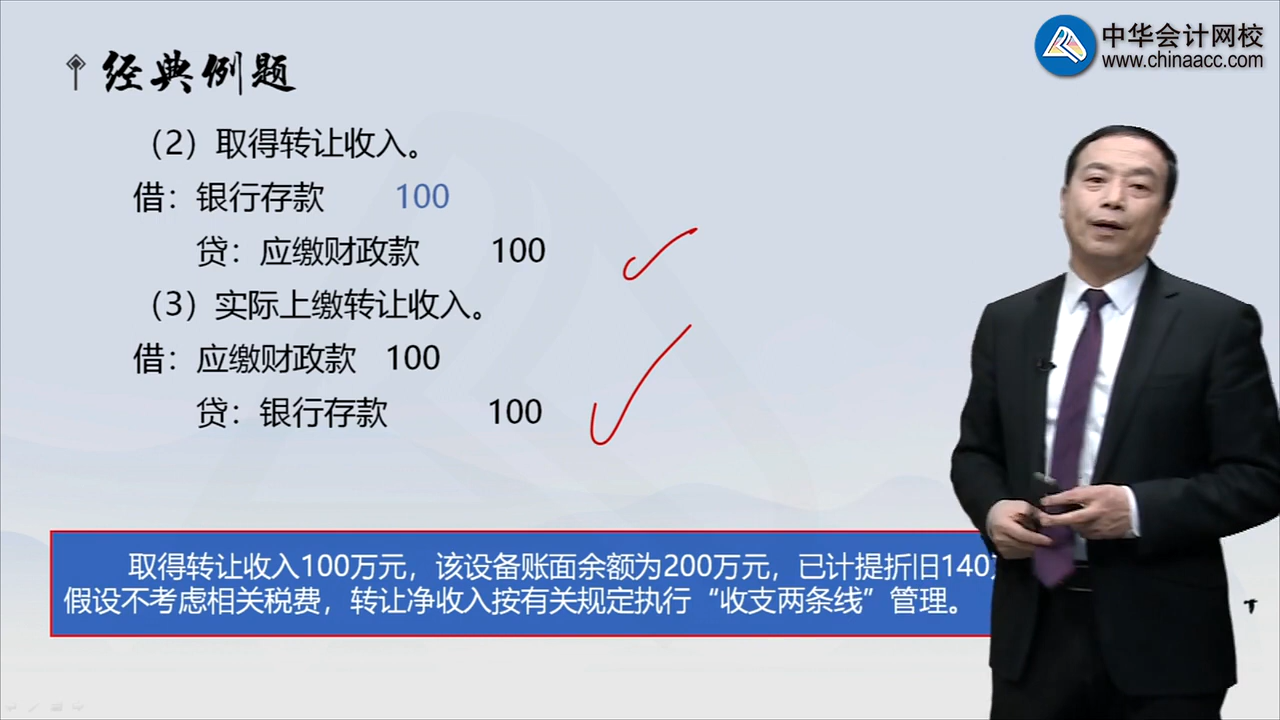 中华会计网校
www.chinaacc.com
经典例题
（2）取得转让收入。
借：银行存款 100
贷：应缴财政款 100
（3）实际上缴转让收入。
借：应缴财政款 100
贷：银行存款 100
取得转让收入100万元，该设备账面余额为200万元，已计提折旧140
假设不考虑相关税费，转让净收入按有关规定执行“收支两条线”管理。